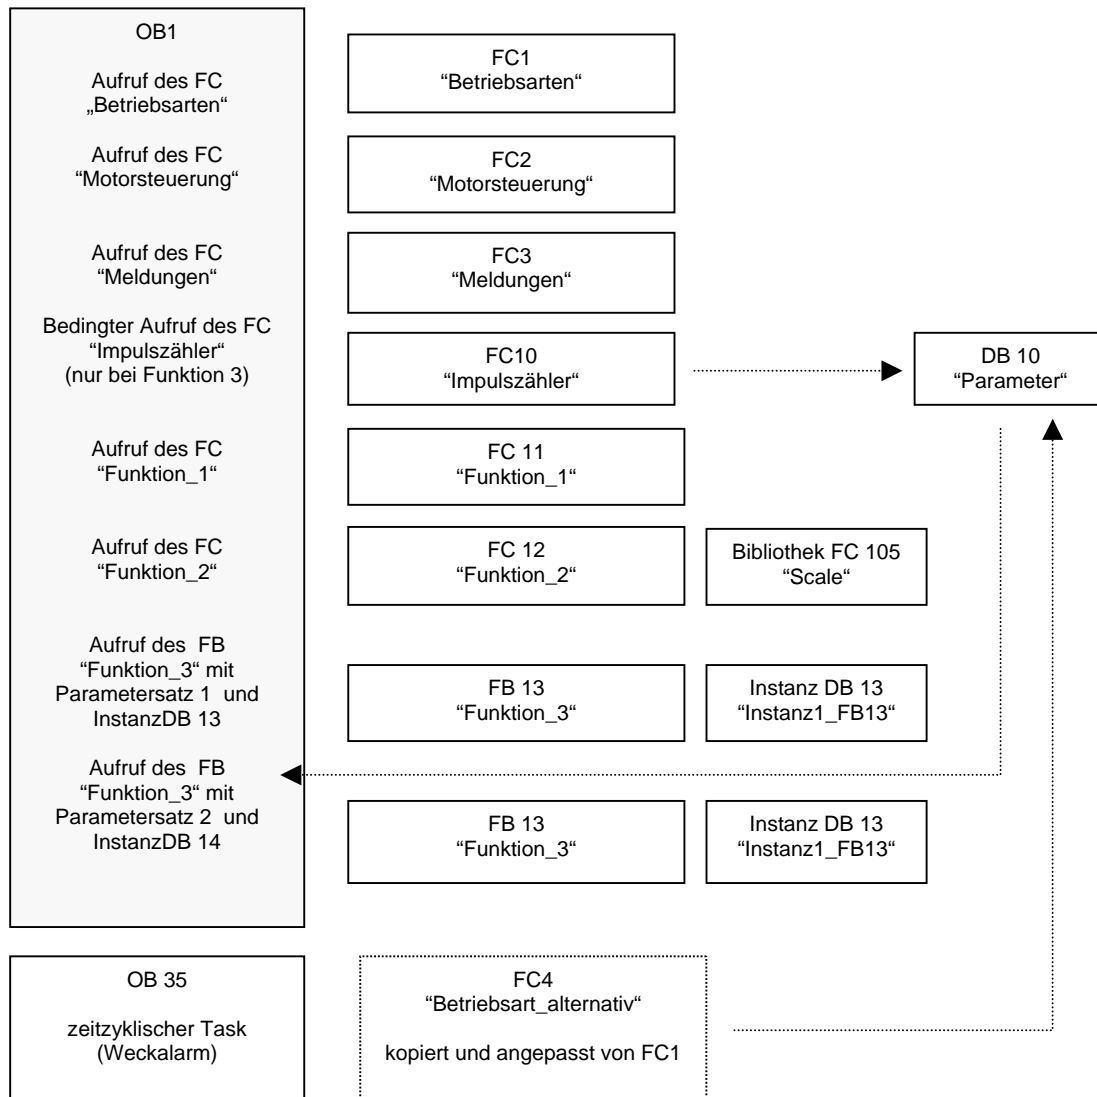 OB1
Aufruf des FC
„Betriebsarten“
Aufruf des FC
“Motorsteuerung“
Aufruf des FC
“Meldungen“
Bedingter Aufruf des FC
“Impulszähler“
(nur bei Funktion 3)
Aufruf des FC
“Funktion_1“
Aufruf des FC
“Funktion_2“
Aufruf des  FB
“Funktion_3“ mit
Parametersatz 1  und
InstanzDB 13
Aufruf des  FB
“Funktion_3“ mit
Parametersatz 2  und
InstanzDB 14
FC1
“Betriebsarten“
FC2
“Motorsteuerung“
FC3
“Meldungen“
FC10
“Impulszähler“
DB 10
“Parameter“
FC 11
“Funktion_1“
FC 12
“Funktion_2“
Bibliothek FC 105
“Scale“
FB 13
“Funktion_3“
Instanz DB 13
“Instanz1_FB13“
FB 13
“Funktion_3“
Instanz DB 13
“Instanz1_FB13“
OB 35
zeitzyklischer Task
(Weckalarm)
FC4
“Betriebsart_alternativ“
kopiert und angepasst von FC1